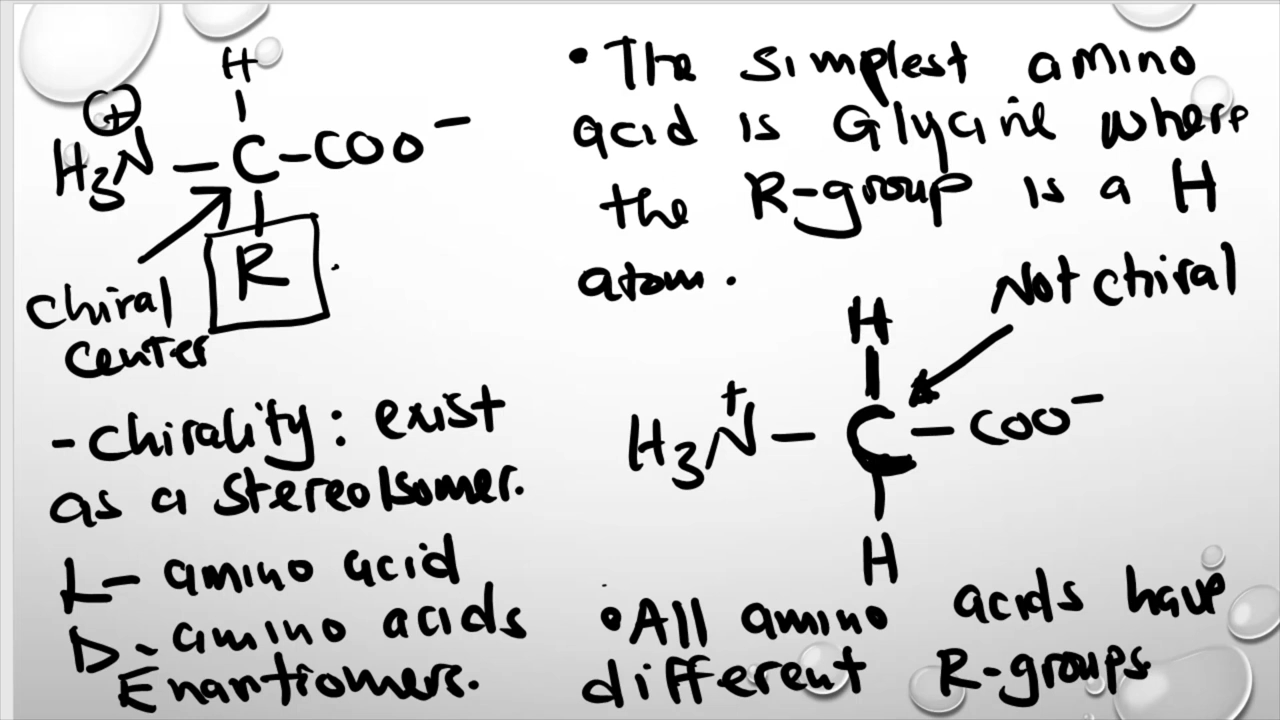 H
⊕
H₃N – C – COO⁻
R
Chiral
center
- Chirality: exist
as a stereoIsomer.
L- amino acid
D- amino acids
Enantiomers.
• The simplest amino
acid is Glycine where
the R-group is a H
atom.
Not chiral
H
H₃N⁺ – C – COO⁻
H
• All amino acids have
different R-groups